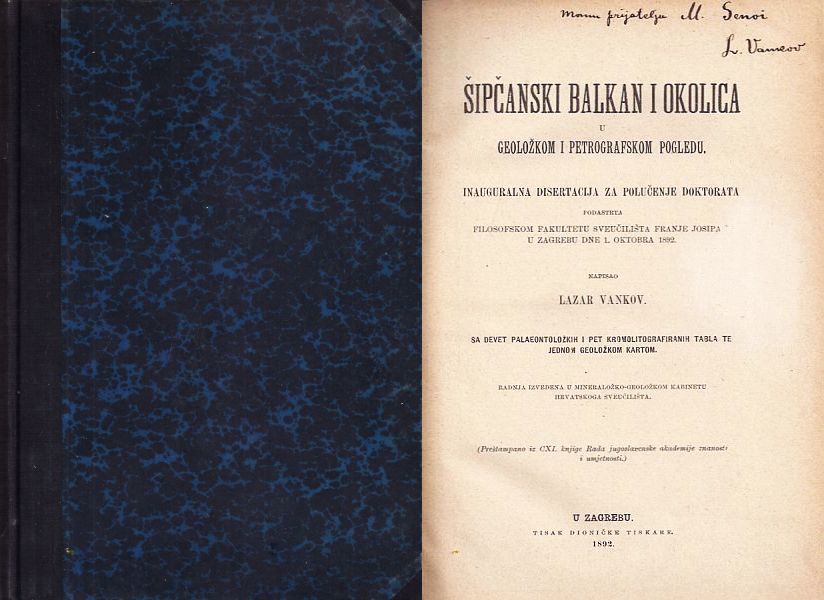 momu prijatelju M. Šenoi
L. Vankov
ŠIPČANSKI BALKAN I OKOLICA
U
GEOLOŽKOM I PETROGRAFSKOM POGLEDU.
INAUGURALNA DISERTACIJA ZA POLUČENJE DOKTORATA
PODASTRTA
FILOSOFSKOM FAKULTETU SVEUČILIŠTA FRANJE JOSIPA
U ZAGREBU DNE 1. OKTOBRA 1892.
NAPISAO
LAZAR VANKOV.
SA DEVET PALAEONTOLOŽKIH I PET KROMOLITOGRAFIRANIH TABLA TE
JEDNOM GEOLOŽKOM KARTOM.
RADNJA IZVEDENA U MINERALOŽKO-GEOLOŽKOM KABINETU
HRVATSKOGA SVEUČILIŠTA.
(Preštampano iz CXI. knjige Rada jugoslavenske akademije znanosti
i umjetnosti.)
U ZAGREBU.
TISAK DIONIČKE TISKARE.
1892.